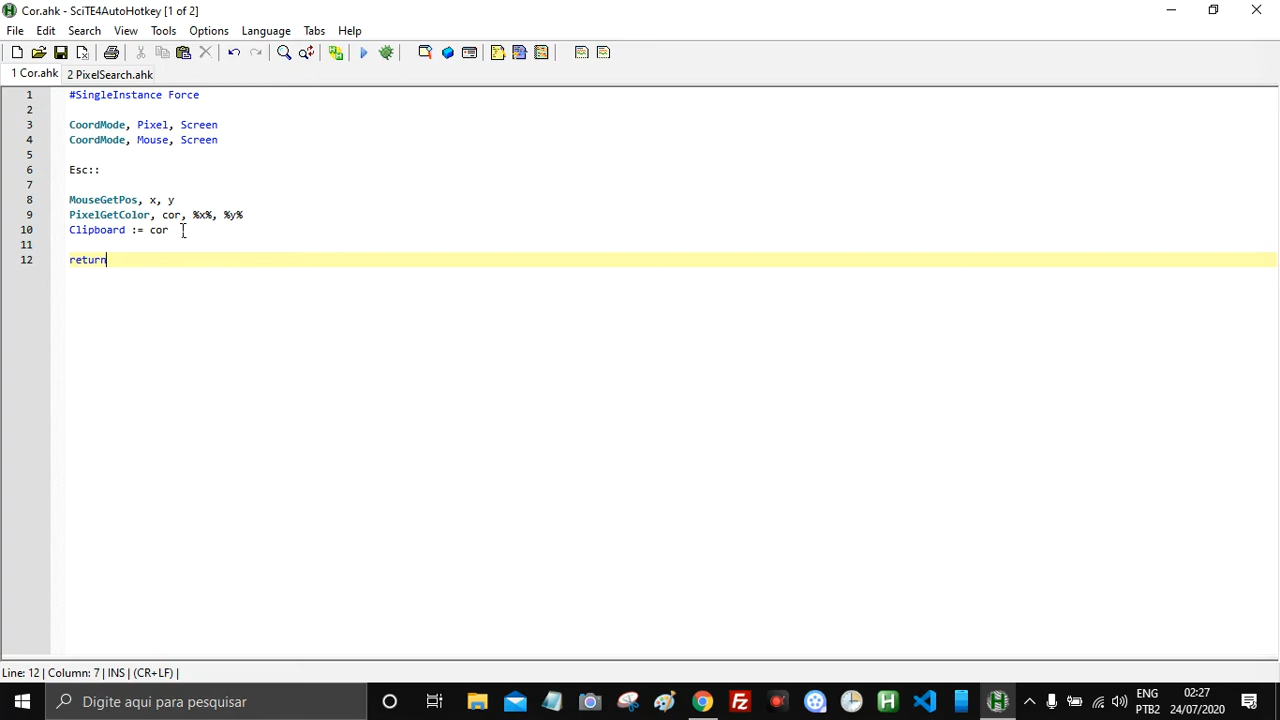 Cor.ahk - SciTE4AutoHotkey [1 of 2]
File Edit Search View Tools Options Language Tabs Help
1 Cor.ahk 2 PixelSearch.ahk
1 #SingleInstance Force
2
3 CoordMode, Pixel, Screen
4 CoordMode, Mouse, Screen
5
6 Esc::
7
8 MouseGetPos, x, y
9 PixelGetColor, cor, %x%, %y%
10 Clipboard := cor
11
12 return
Line: 12 | Column: 7 | INS | (CR+LF) |
Digite aqui para pesquisar
ENG 02:27
PTB2 24/07/2020